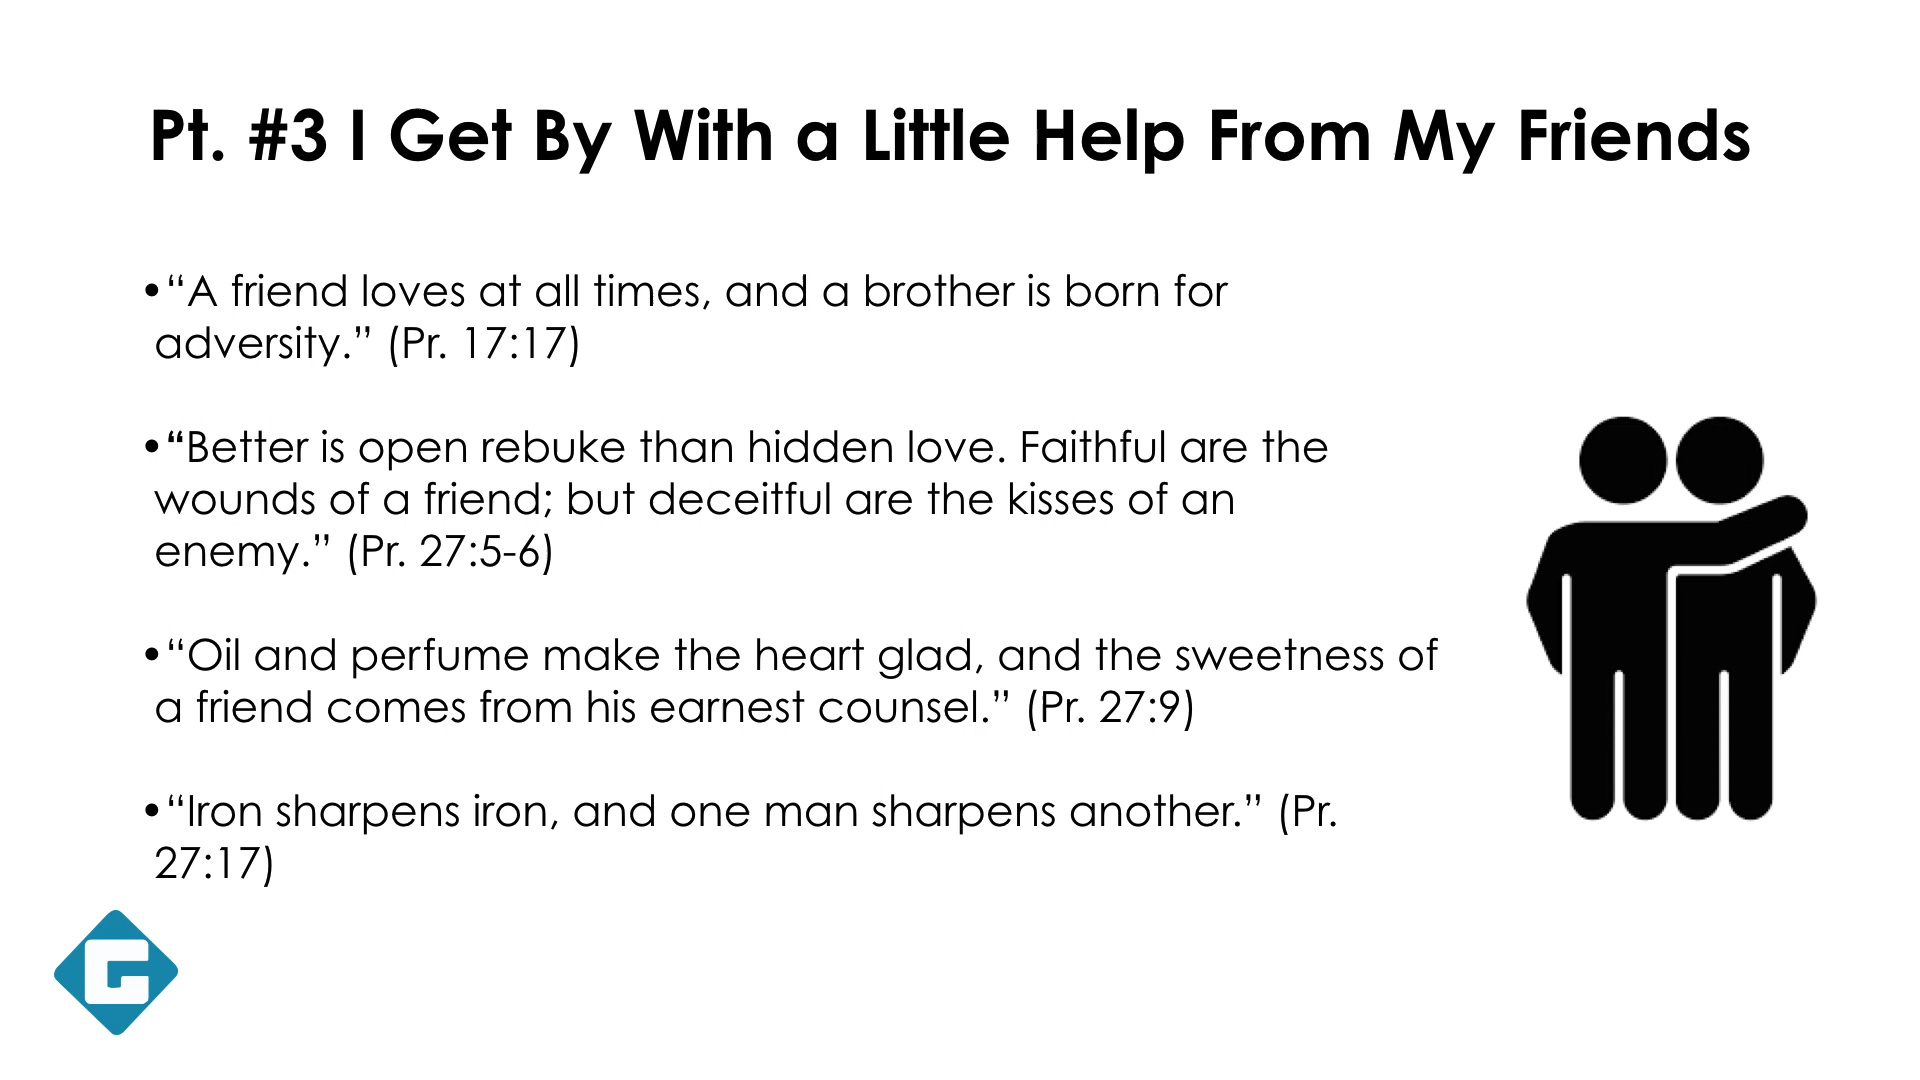 Pt. #3 I Get By With a Little Help From My Friends
•“A friend loves at all times, and a brother is born for
adversity.” (Pr. 17:17)
•“Better is open rebuke than hidden love. Faithful are the
wounds of a friend; but deceitful are the kisses of an
enemy.” (Pr. 27:5-6)
•“Oil and perfume make the heart glad, and the sweetness of
a friend comes from his earnest counsel.” (Pr. 27:9)
•“Iron sharpens iron, and one man sharpens another.” (Pr.
27:17)
G